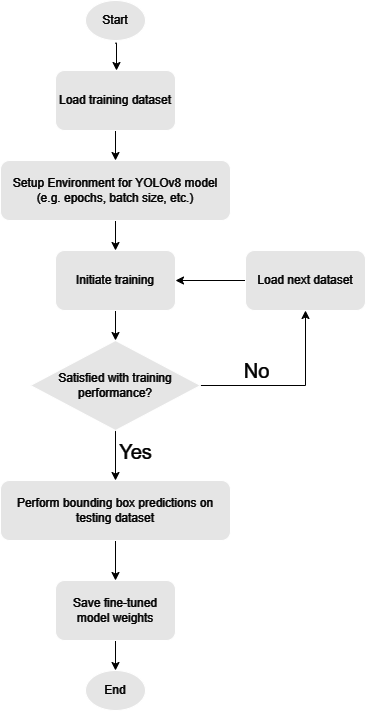 Start
Load training dataset
Setup Environment for YOLOv8 model
(e.g. epochs, batch size, etc.)
Initiate training
Load next dataset
Satisfied with training
performance?
No
Yes
Perform bounding box predictions on
testing dataset
Save fine-tuned
model weights
End